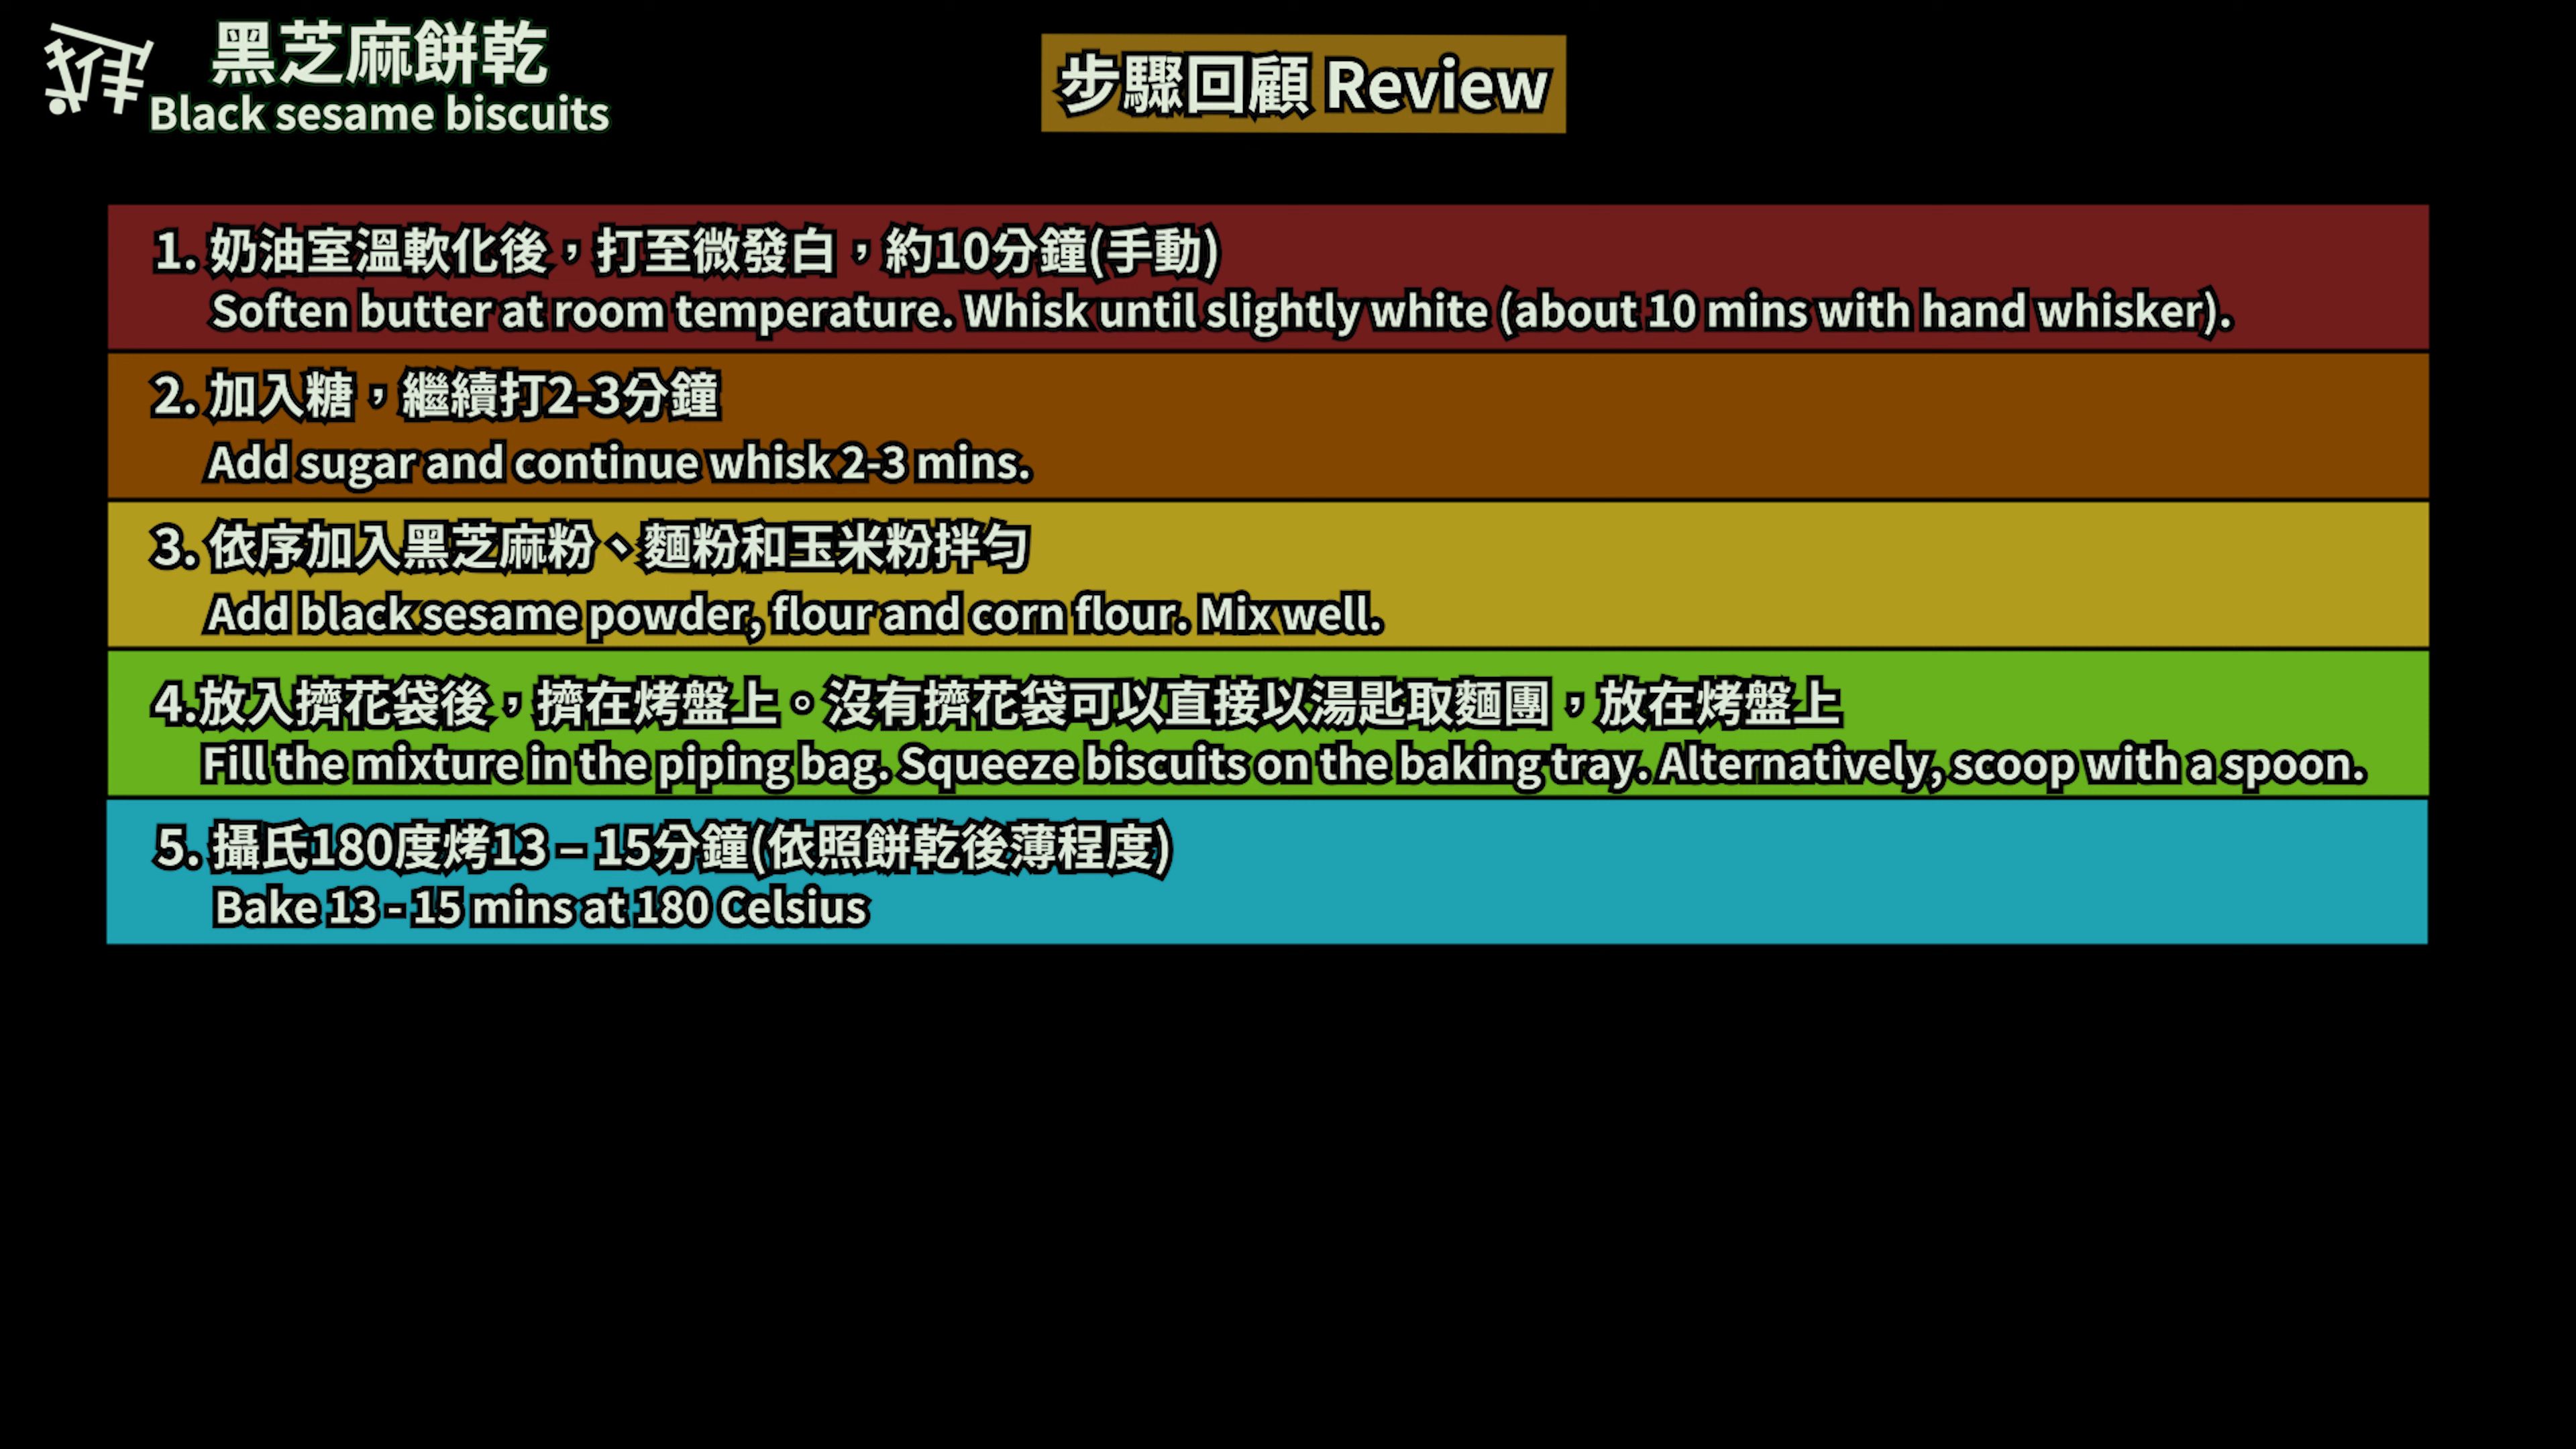 黑芝麻餅乾
Black sesame biscuits
步驟回顧 Review
1. 奶油室溫軟化後，打至微發白，約10分鐘(手動)
Soften butter at room temperature. Whisk until slightly white (about 10 mins with hand whisker).
2. 加入糖，繼續打2-3分鐘
Add sugar and continue whisk 2-3 mins.
3. 依序加入黑芝麻粉、麵粉和玉米粉拌勻
Add black sesame powder, flour and corn flour. Mix well.
4.放入擠花袋後，擠在烤盤上。沒有擠花袋可以直接以湯匙取麵團，放在烤盤上
Fill the mixture in the piping bag. Squeeze biscuits on the baking tray. Alternatively, scoop with a spoon.
5. 攝氏180度烤13 – 15分鐘(依照餅乾後薄程度)
Bake 13 - 15 mins at 180 Celsius